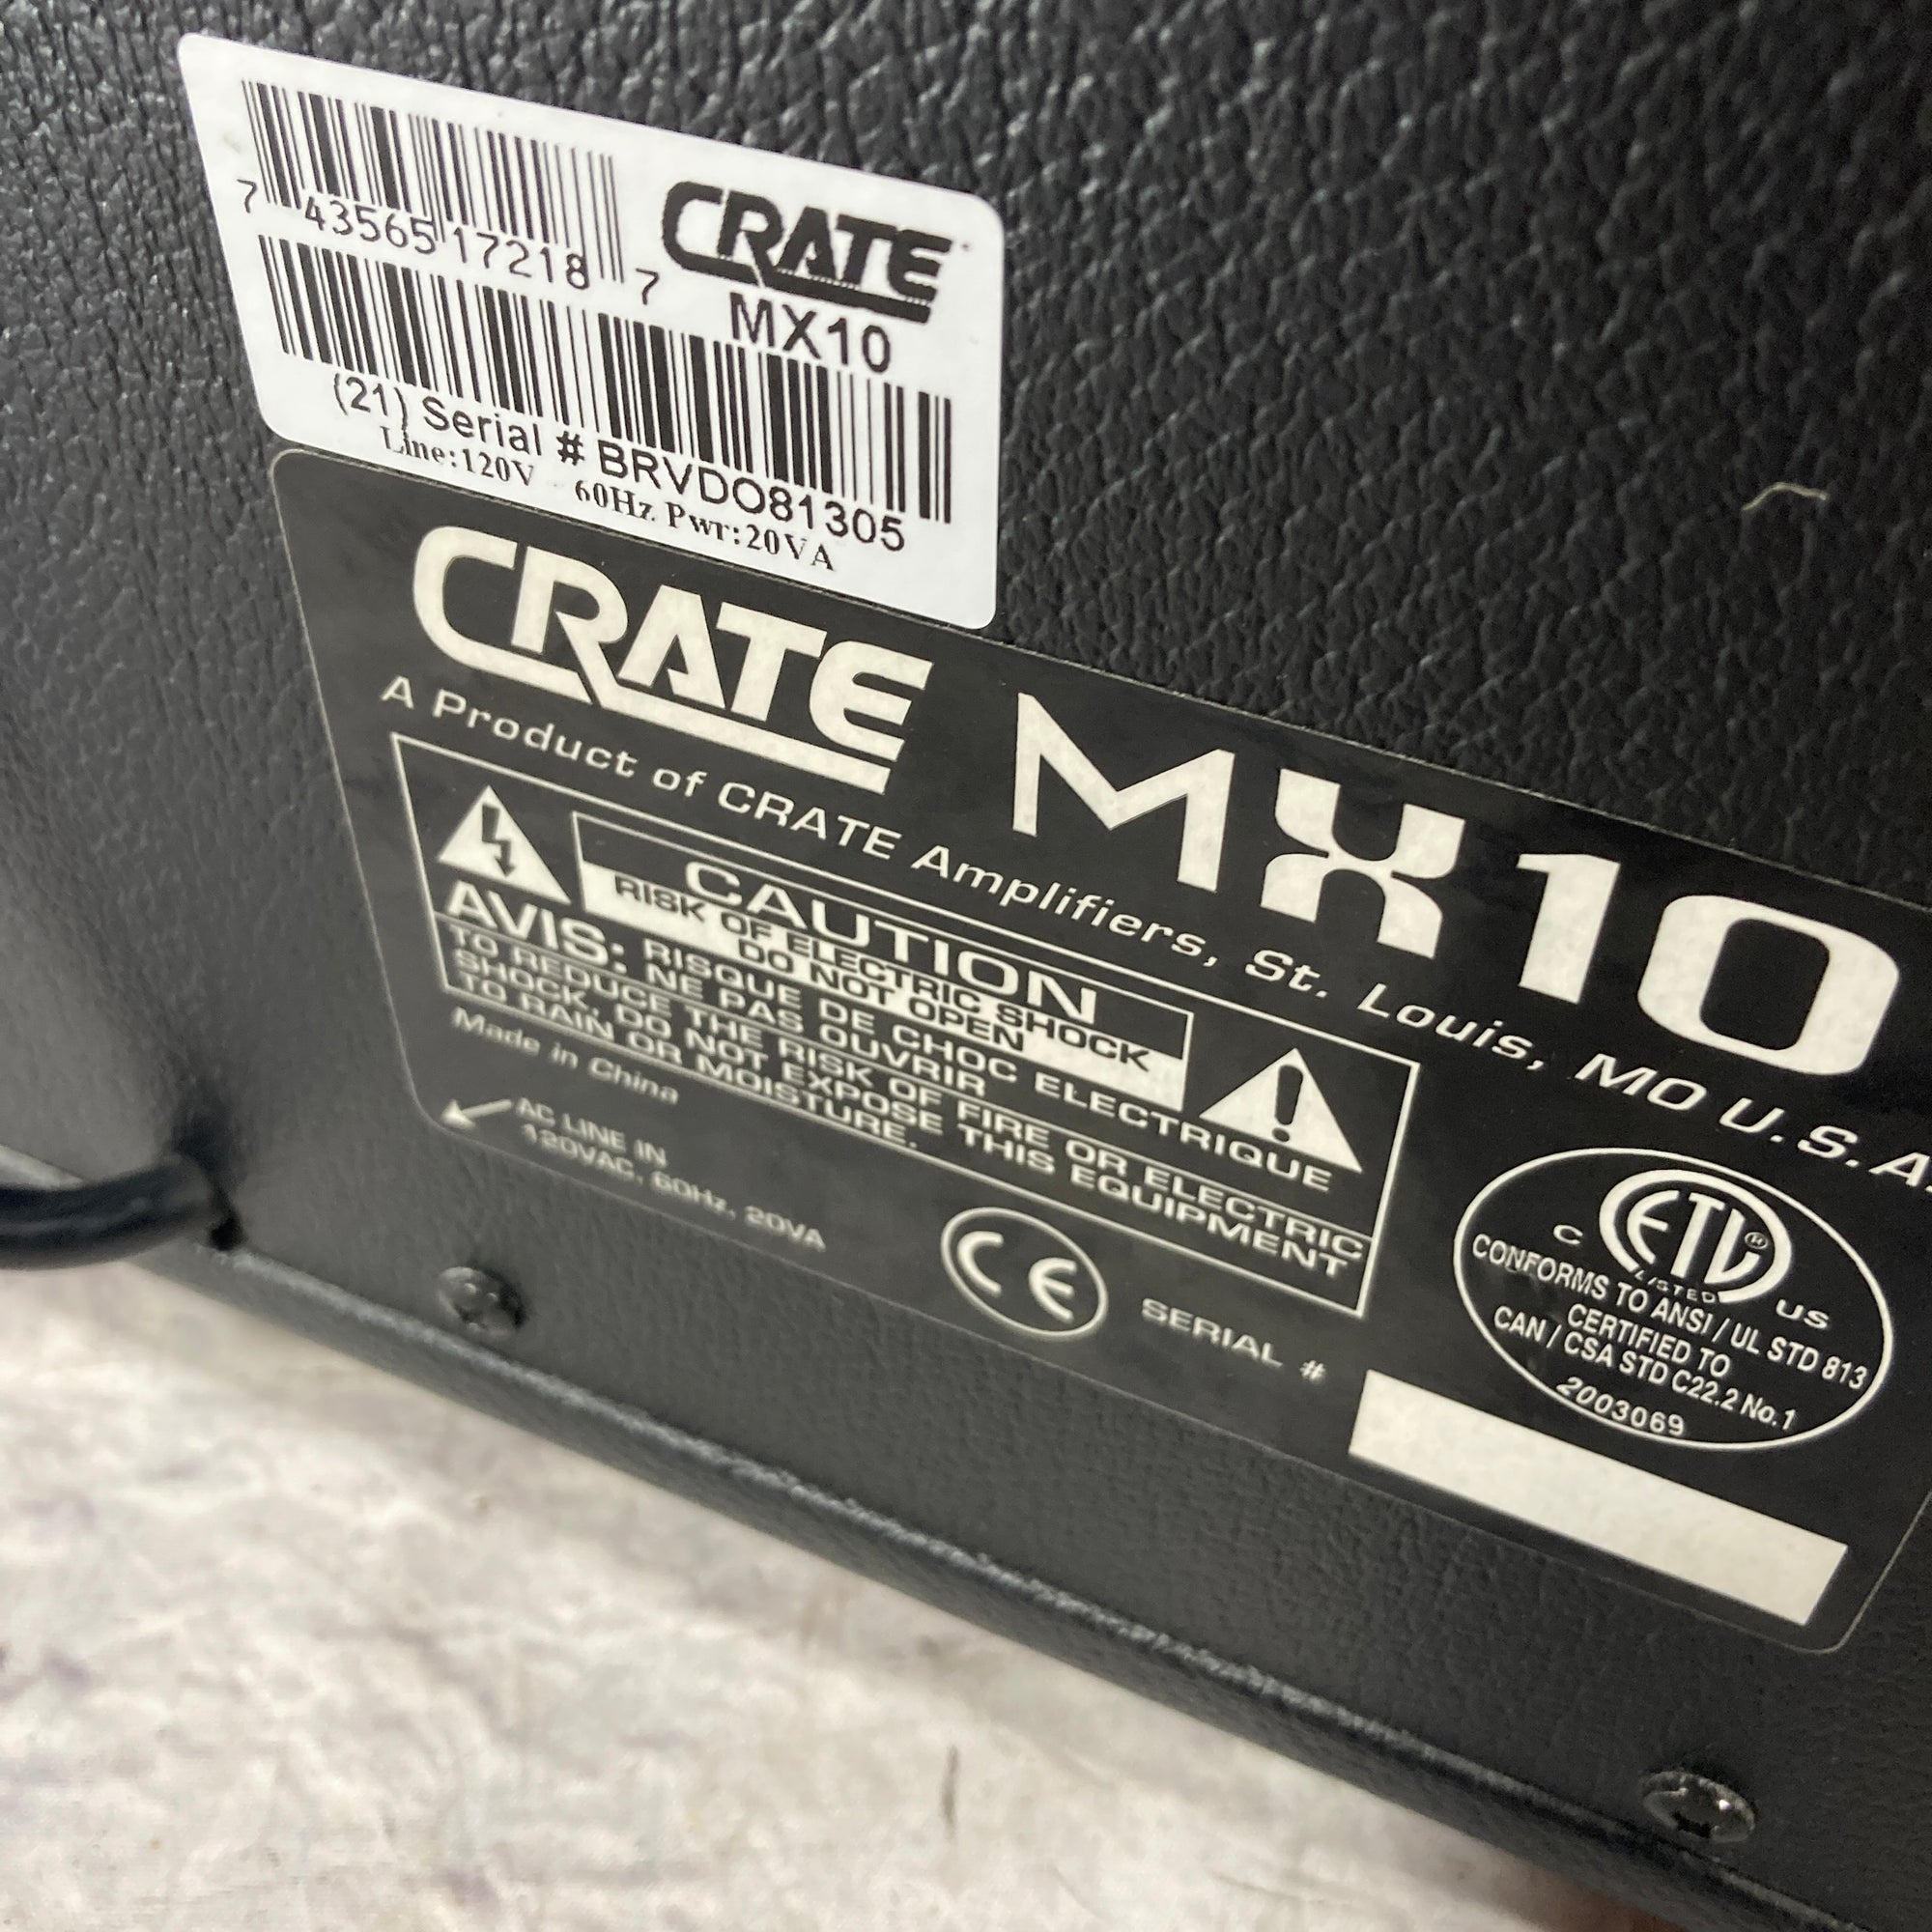 7 43565 17218 7
CRATE
MX10
(21) Serial # BRVDO81305
Line:120V 60Hz Pwr:20VA
CRATE MX10
A Product of CRATE Amplifiers, St. Louis, MO U.S.A.
CAUTION
RISK OF ELECTRIC SHOCK
DO NOT OPEN
AVIS: RISQUE DE CHOC ELECTRIQUE
NE PAS OUVRIR
TO REDUCE THE RISK OF FIRE OR ELECTRIC
SHOCK, DO NOT EXPOSE THIS EQUIPMENT
TO RAIN OR MOISTURE.
Made in China
AC LINE IN
120VAC, 60Hz, 20VA
CE
SERIAL #
ETL®
LISTED
C US
CONFORMS TO ANSI / UL STD 813
CERTIFIED TO
CAN / CSA STD C22.2 No.1
2003069